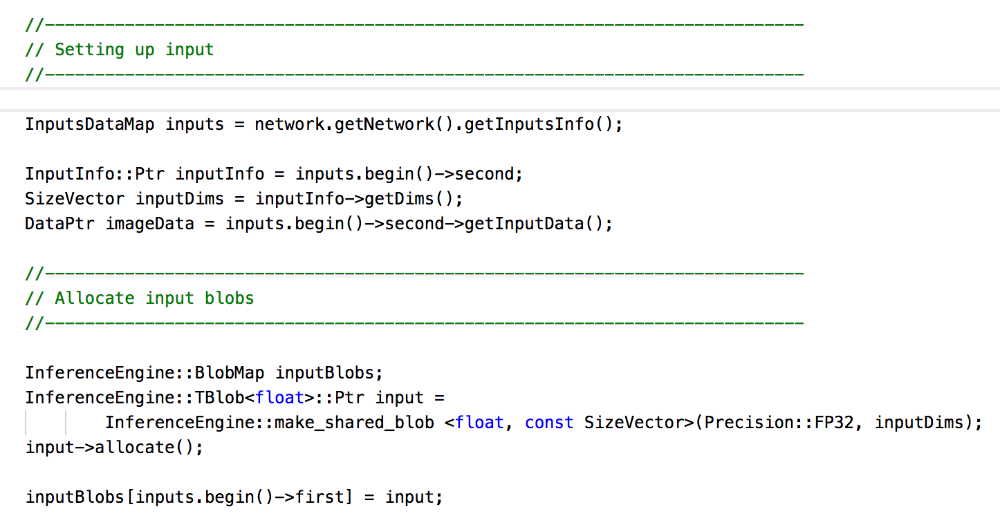 //----------------------------------------------------------------------------
// Setting up input
//----------------------------------------------------------------------------
InputsDataMap inputs = network.getNetwork().getInputsInfo();
InputInfo::Ptr inputInfo = inputs.begin()->second;
SizeVector inputDims = inputInfo->getDims();
DataPtr imageData = inputs.begin()->second->getInputData();
//----------------------------------------------------------------------------
// Allocate input blobs
//----------------------------------------------------------------------------
InferenceEngine::BlobMap inputBlobs;
InferenceEngine::TBlob<float>::Ptr input =
        InferenceEngine::make_shared_blob <float, const SizeVector>(Precision::FP32, inputDims);
input->allocate();
inputBlobs[inputs.begin()->first] = input;